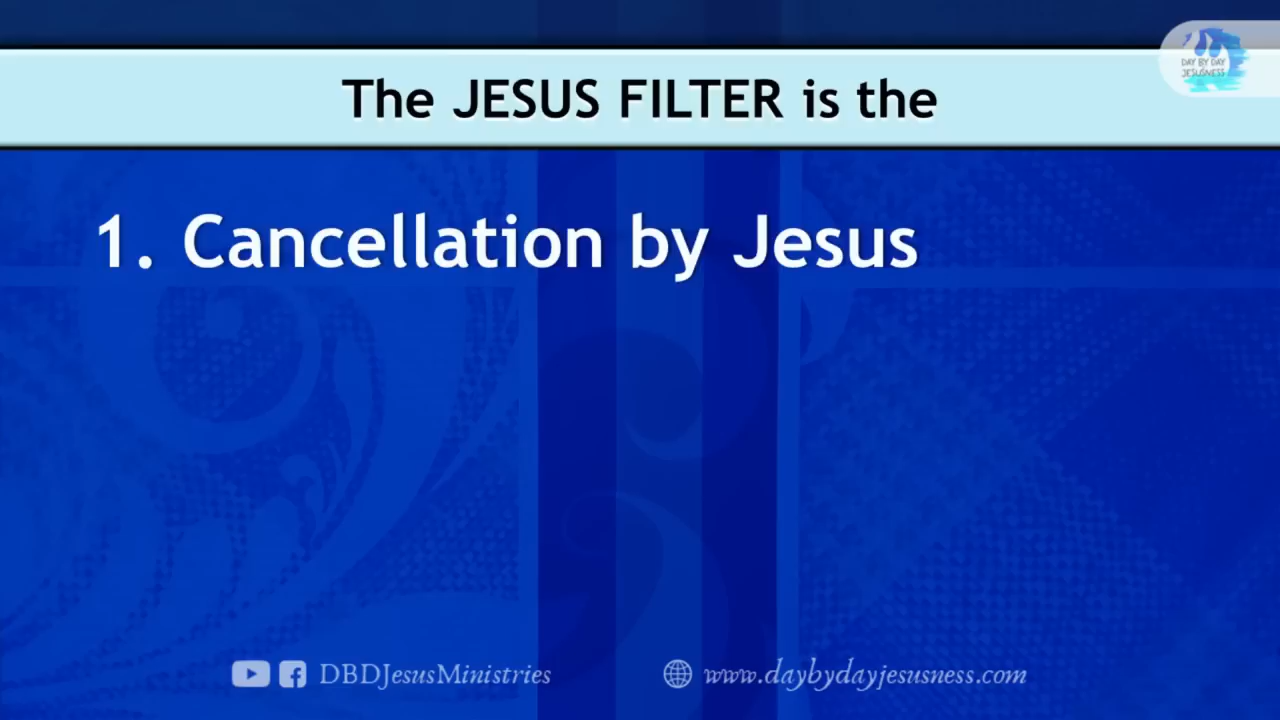 The JESUS FILTER is the
DAY BY DAY
JESUSNESS
1. Cancellation by Jesus
DBDJesusMinistries
www.daybydayjesusness.com